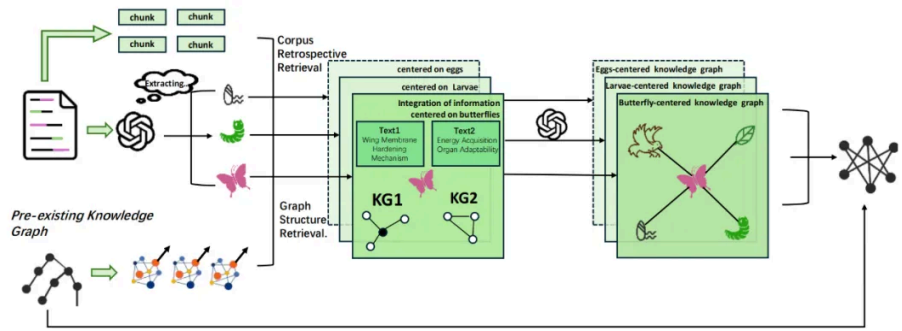 chunk
chunk
chunk
chunk
Extracting...
Pre-existing Knowledge
Graph
Corpus
Retrospective
Retrieval
Graph
Structure
Retrieval.
centered on eggs
centered on Larvae
Integration of information
centered on butterflies
Text1
Wing Membrane
Hardening
Mechanism
Text2
Energy Acquisition
Organ Adaptability
KG1
KG2
Eggs-centered knowledge graph
Larvae-centered knowledge graph
Butterfly-centered knowledge graph